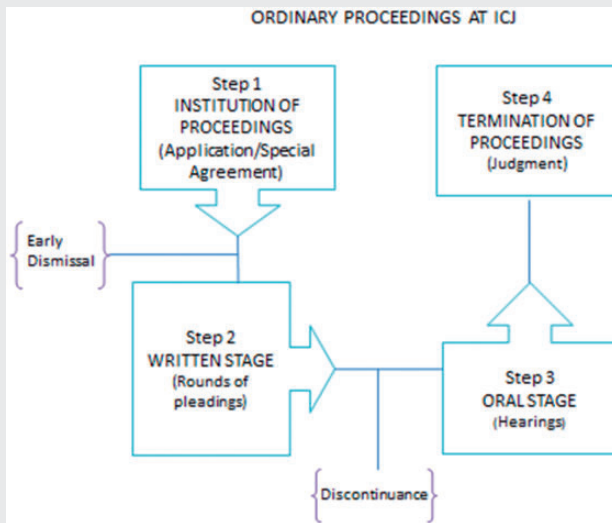 ORDINARY PROCEEDINGS AT ICJ
Step 1
INSTITUTION OF
PROCEEDINGS
(Application/Special
Agreement)
Early
Dismissal
Step 2
WRITTEN STAGE
(Rounds of
pleadings)
Discontinuance
Step 3
ORAL STAGE
(Hearings)
Step 4
TERMINATION OF
PROCEEDINGS
(Judgment)